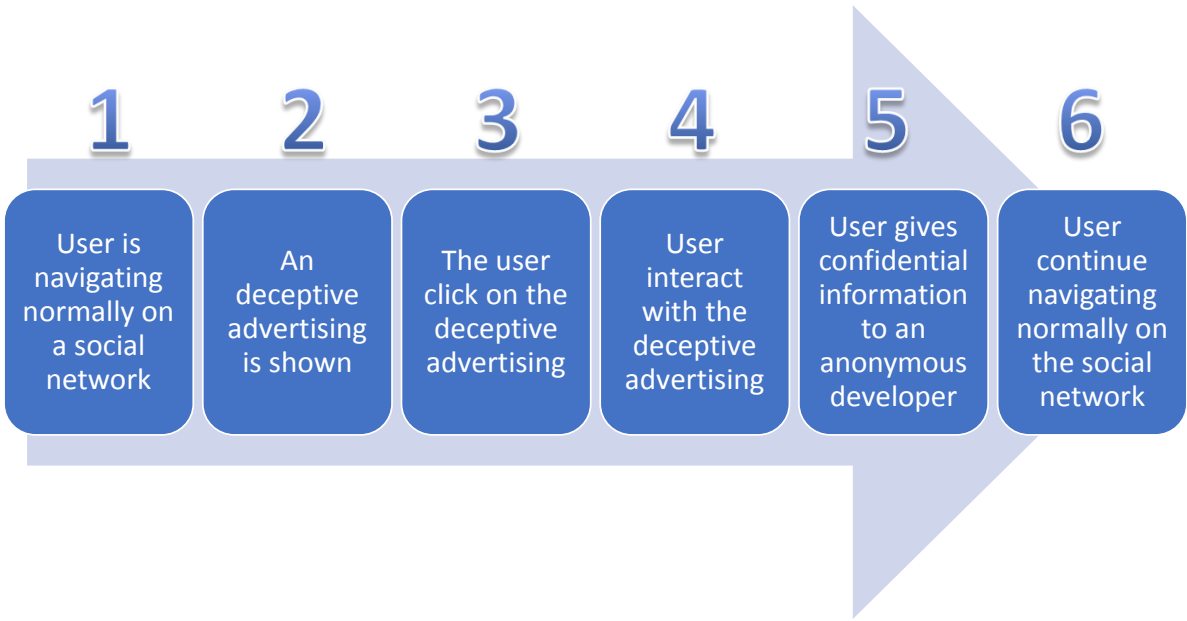 1
2
3
4
5
6
User is
navigating
normally on
a social
network
An
deceptive
advertising
is shown
The user
click on the
deceptive
advertising
User
interact
with the
deceptive
advertising
User gives
confidential
information
to an
anonymous
developer
User
continue
navigating
normally on
the social
network